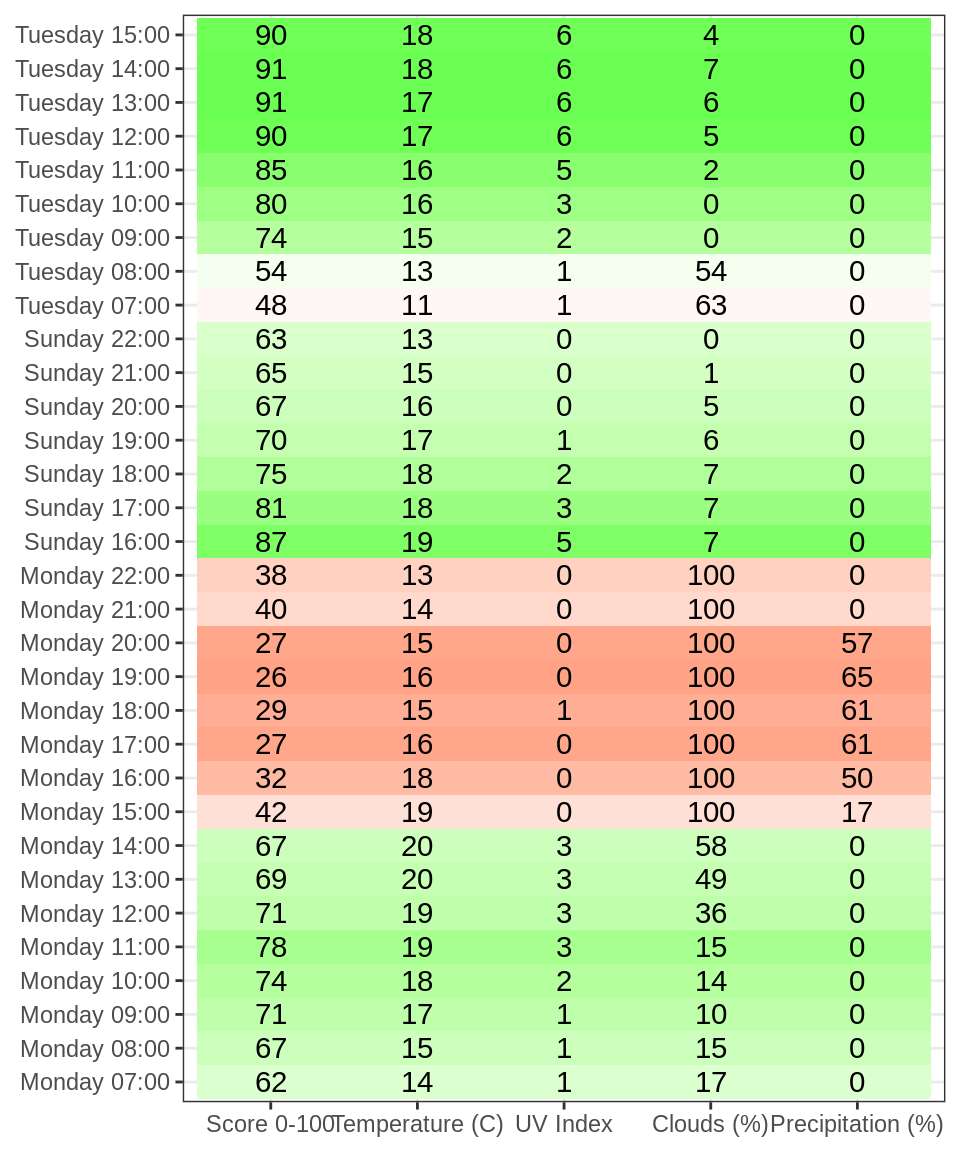 Tuesday 15:00 90 18 6 4 0
Tuesday 14:00 91 18 6 7 0
Tuesday 13:00 91 17 6 6 0
Tuesday 12:00 90 17 6 5 0
Tuesday 11:00 85 16 5 2 0
Tuesday 10:00 80 16 3 0 0
Tuesday 09:00 74 15 2 0 0
Tuesday 08:00 54 13 1 54 0
Tuesday 07:00 48 11 1 63 0
Sunday 22:00 63 13 0 0 0
Sunday 21:00 65 15 0 1 0
Sunday 20:00 67 16 0 5 0
Sunday 19:00 70 17 1 6 0
Sunday 18:00 75 18 2 7 0
Sunday 17:00 81 18 3 7 0
Sunday 16:00 87 19 5 7 0
Monday 22:00 38 13 0 100 0
Monday 21:00 40 14 0 100 0
Monday 20:00 27 15 0 100 57
Monday 19:00 26 16 0 100 65
Monday 18:00 29 15 1 100 61
Monday 17:00 27 16 0 100 61
Monday 16:00 32 18 0 100 50
Monday 15:00 42 19 0 100 17
Monday 14:00 67 20 3 58 0
Monday 13:00 69 20 3 49 0
Monday 12:00 71 19 3 36 0
Monday 11:00 78 19 3 15 0
Monday 10:00 74 18 2 14 0
Monday 09:00 71 17 1 10 0
Monday 08:00 67 15 1 15 0
Monday 07:00 62 14 1 17 0
Score 0-100 Temperature (C) UV Index Clouds (%) Precipitation (%)